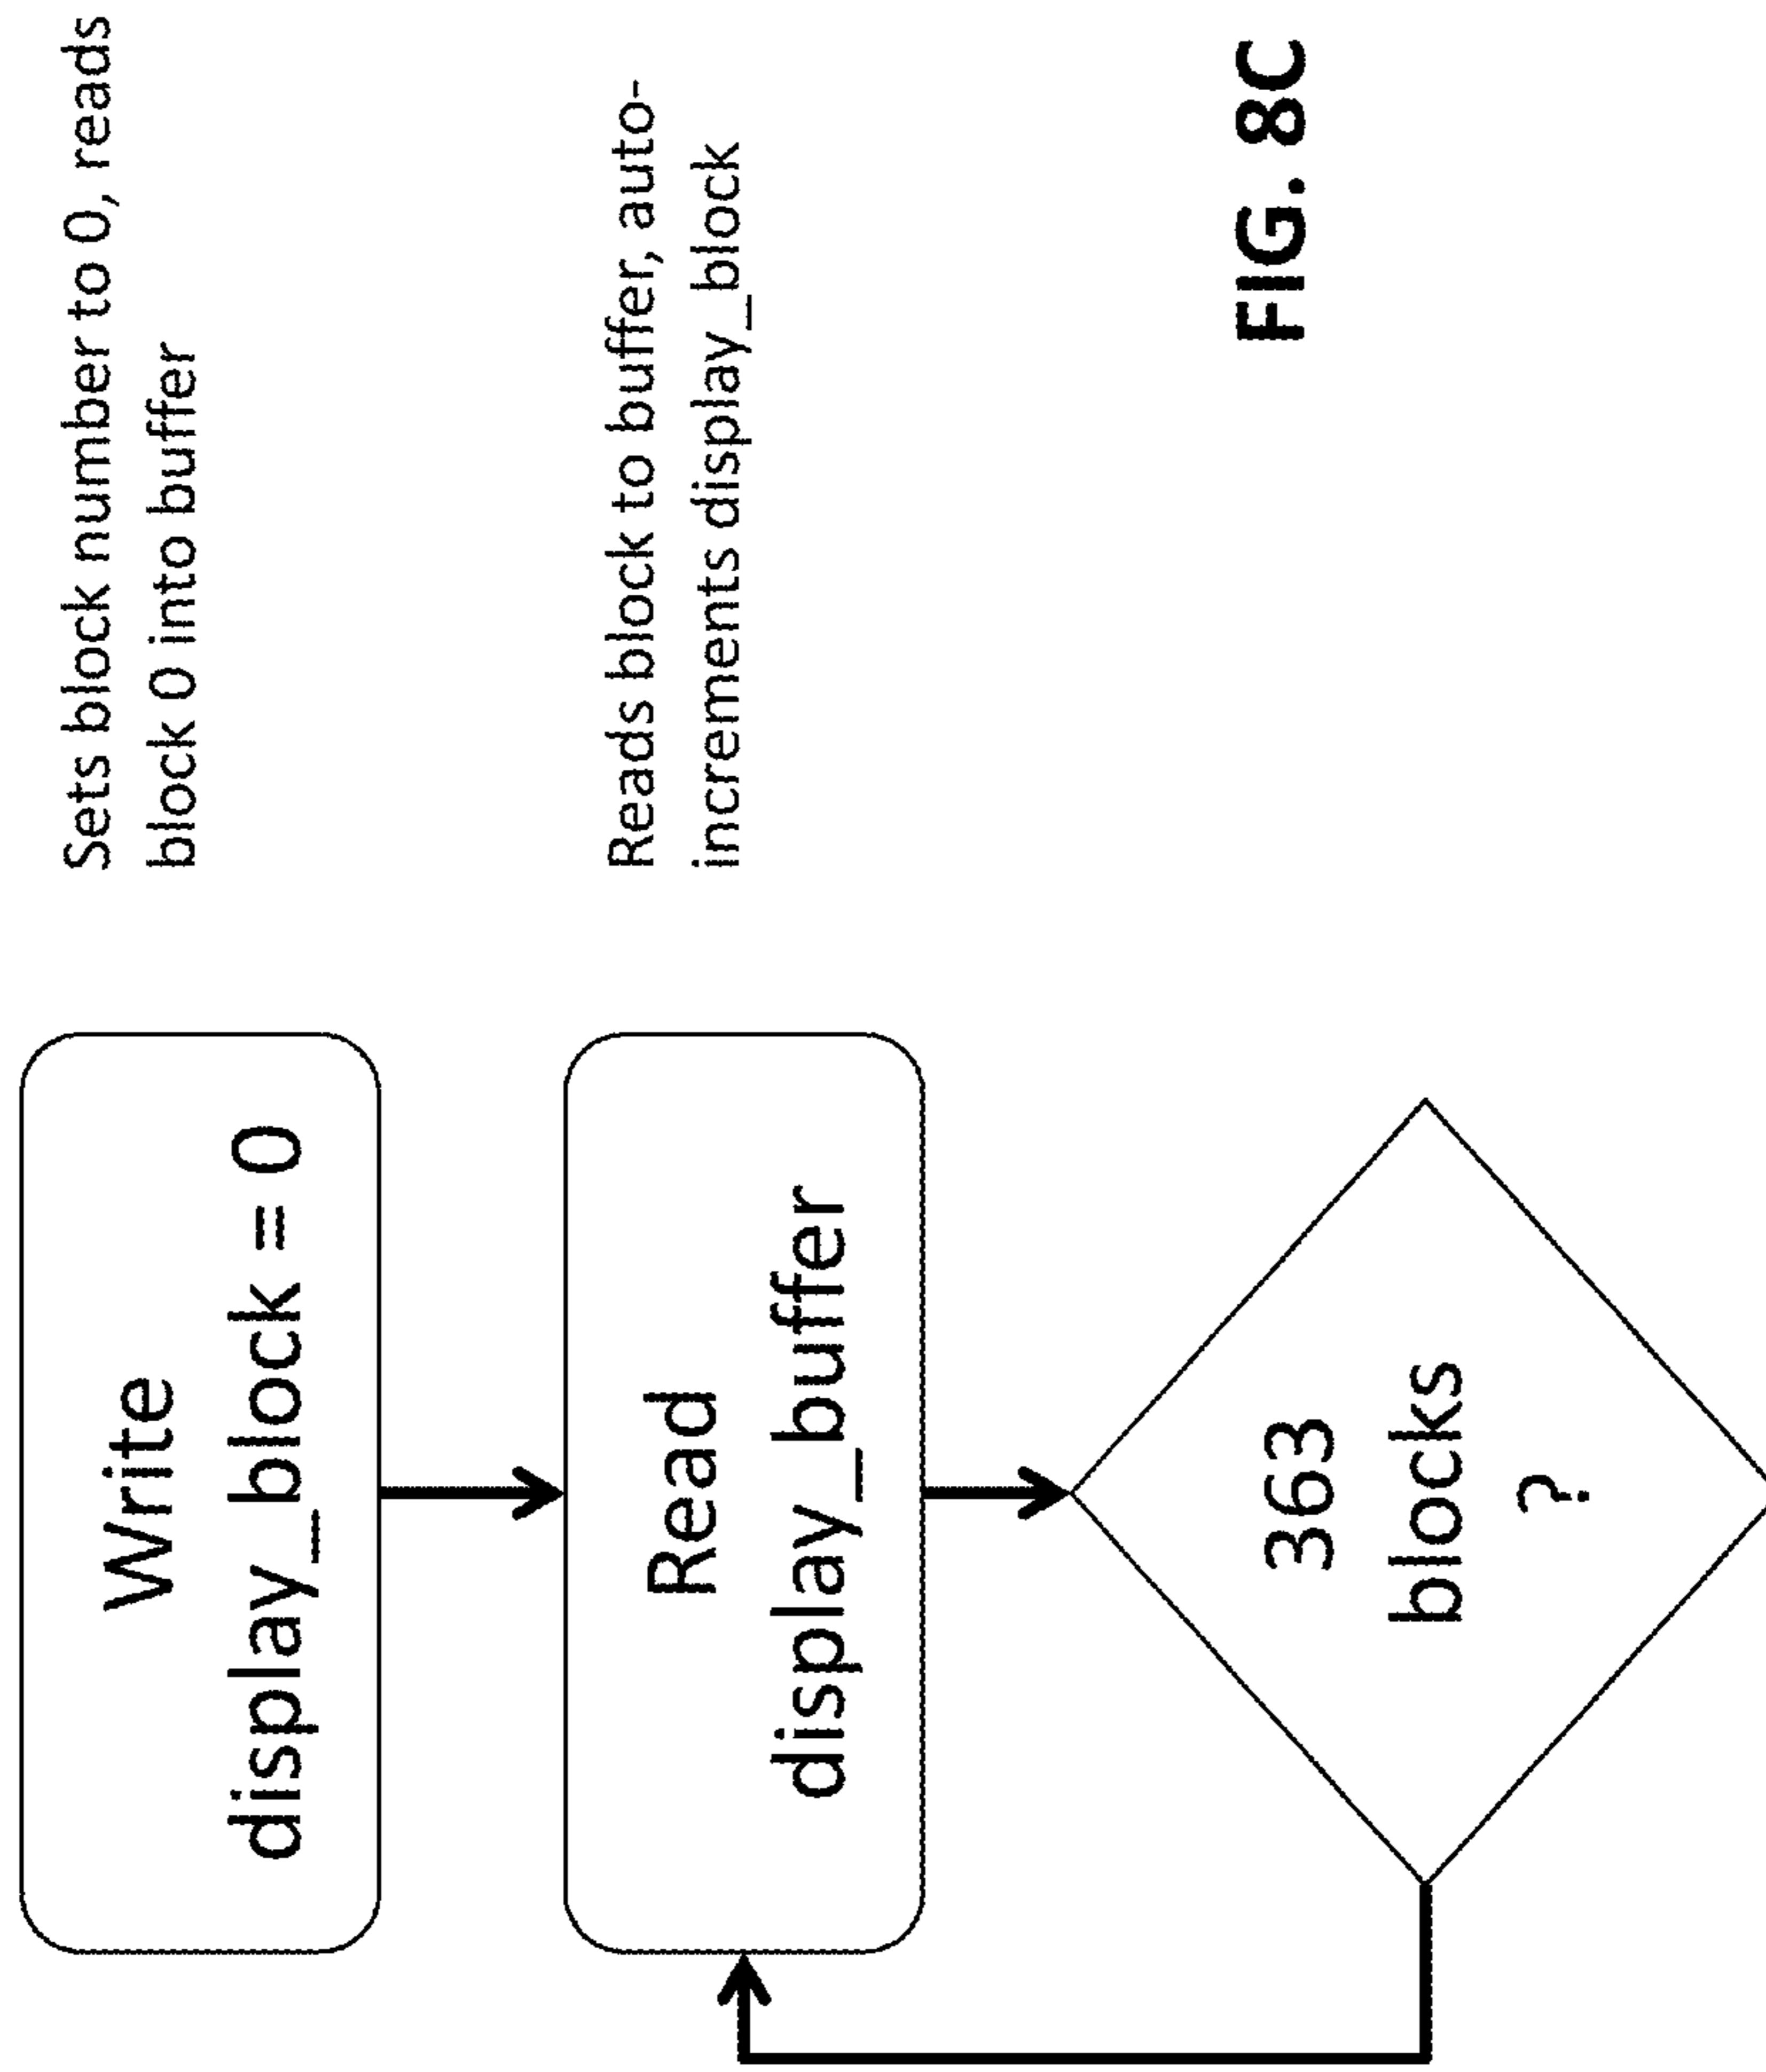 Write
display_block = 0
Sets block number to 0, reads
block 0 into buffer
Read
display_buffer
Reads block to buffer, auto-
increments display_block
363
blocks
?
FIG. 8C